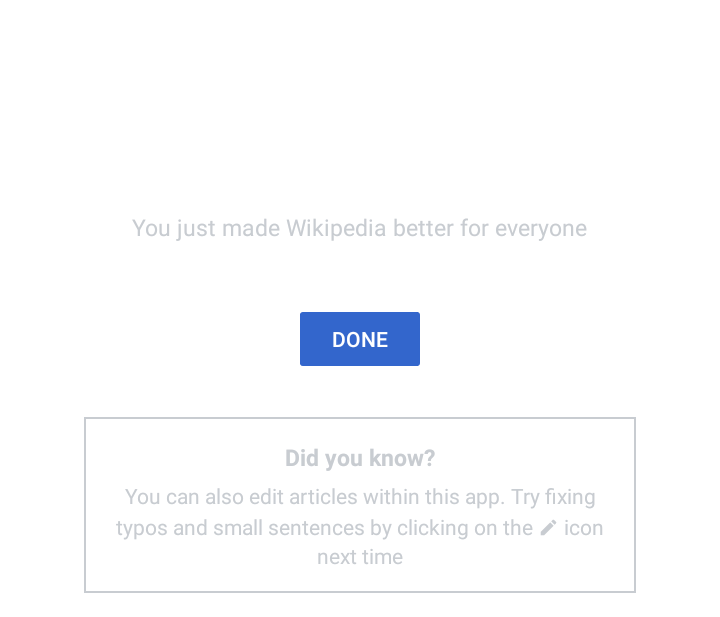 You just made Wikipedia better for everyone
DONE
Did you know?
You can also edit articles within this app. Try fixing
typos and small sentences by clicking on the icon
next time